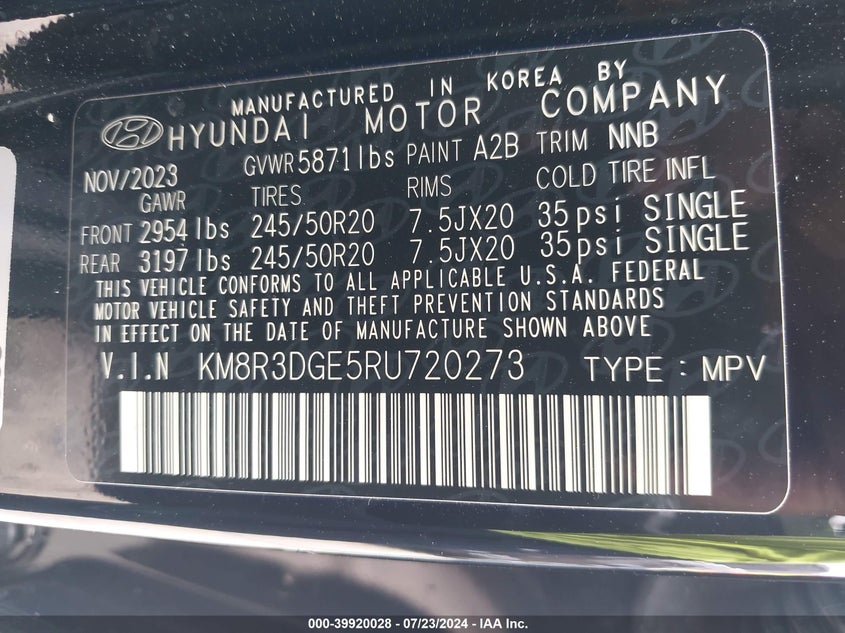 MANUFACTURED IN KOREA BY
HYUNDAI MOTOR COMPANY
NOV/2023 GVWR 5871lbs PAINT A2B TRIM NNB
GAWR TIRES RIMS COLD TIRE INFL
FRONT 2954 lbs 245/50R20 7.5JX20 35psi SINGLE
REAR 3197 lbs 245/50R20 7.5JX20 35psi SINGLE
THIS VEHICLE CONFORMS TO ALL APPLICABLE U.S.A. FEDERAL
MOTOR VEHICLE SAFETY AND THEFT PREVENTION STANDARDS
IN EFFECT ON THE DATE OF MANUFACTURE SHOWN ABOVE
V.I.N KM8R3DGE5RU720273 TYPE : MPV
000-39920028 - 07/23/2024 - IAA Inc.